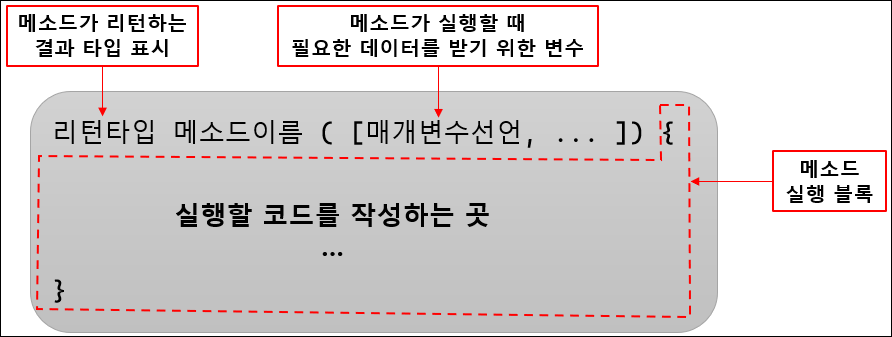 메소드가 리턴하는
결과 타입 표시
메소드가 실행할 때
필요한 데이터를 받기 위한 변수
리턴타입 메소드이름 ( [매개변수선언, ... ]) {
메소드
실행 블록
실행할 코드를 작성하는 곳
...
}